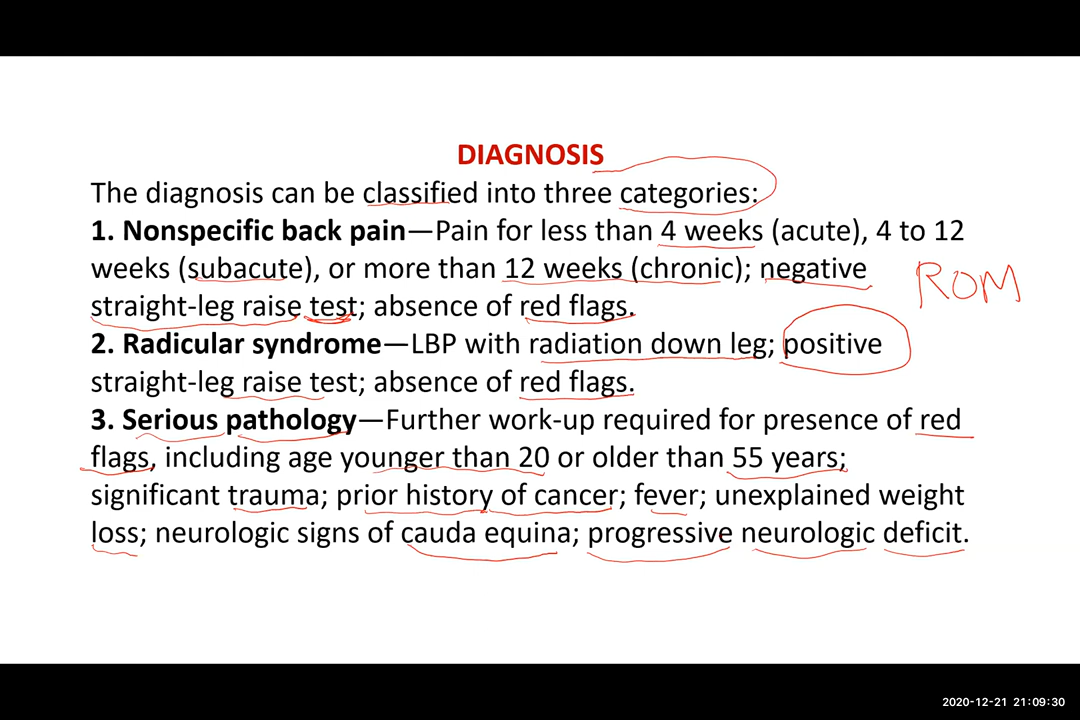 DIAGNOSIS
The diagnosis can be classified into three categories:
1. Nonspecific back pain—Pain for less than 4 weeks (acute), 4 to 12
weeks (subacute), or more than 12 weeks (chronic); negative
ROM
straight-leg raise test; absence of red flags.
2. Radicular syndrome—LBP with radiation down leg; positive
straight-leg raise test; absence of red flags.
3. Serious pathology—Further work-up required for presence of red
flags, including age younger than 20 or older than 55 years;
significant trauma; prior history of cancer; fever; unexplained weight
loss; neurologic signs of cauda equina; progressive neurologic deficit.
2020-12-21 21:09:30